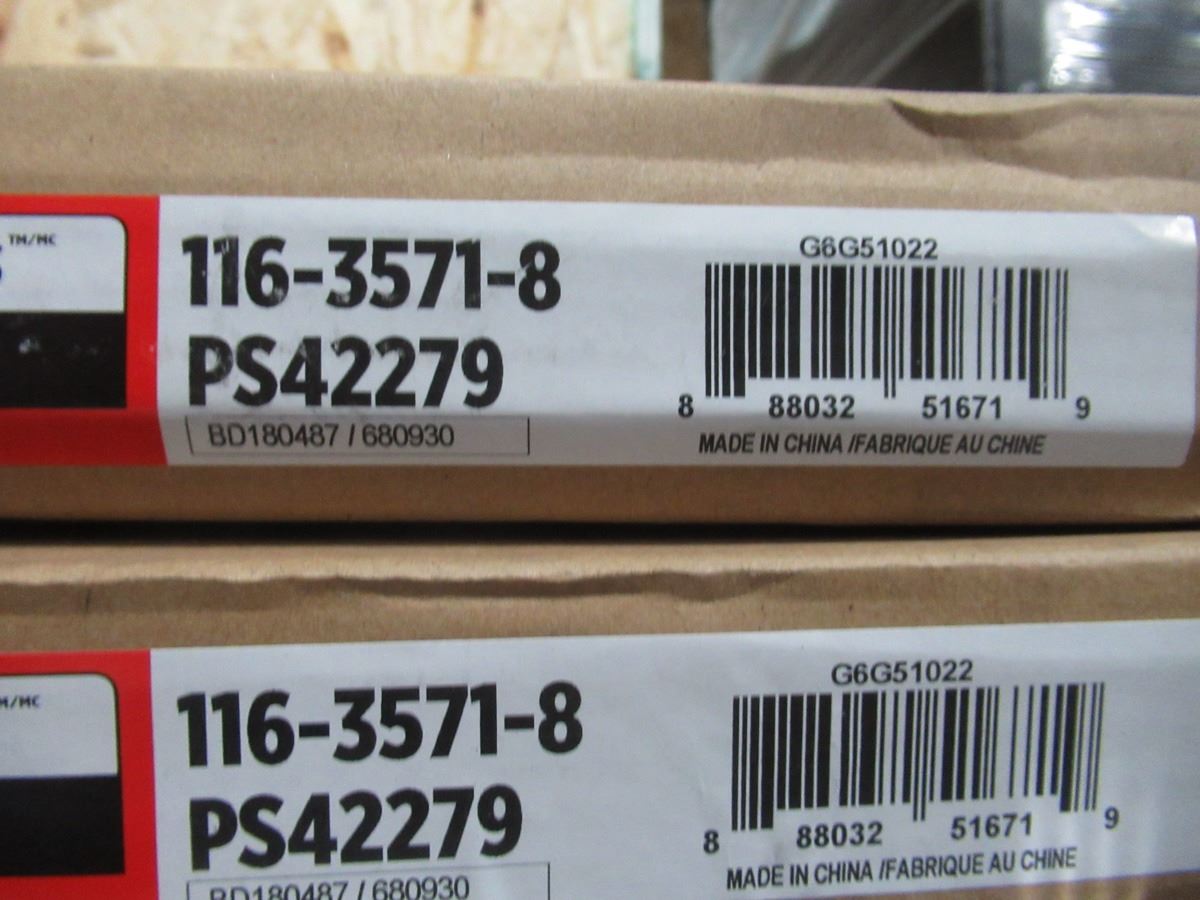 TM/MC
116-3571-8
PS42279
BD180487 / 680930
G6G51022
8 88032 51671 9
MADE IN CHINA /FABRIQUE AU CHINE
M/MC
116-3571-8
PS42279
BD180487 / 680930
G6G51022
8 88032 51671 9
MADE IN CHINA /FABRIQUE AU CHINE